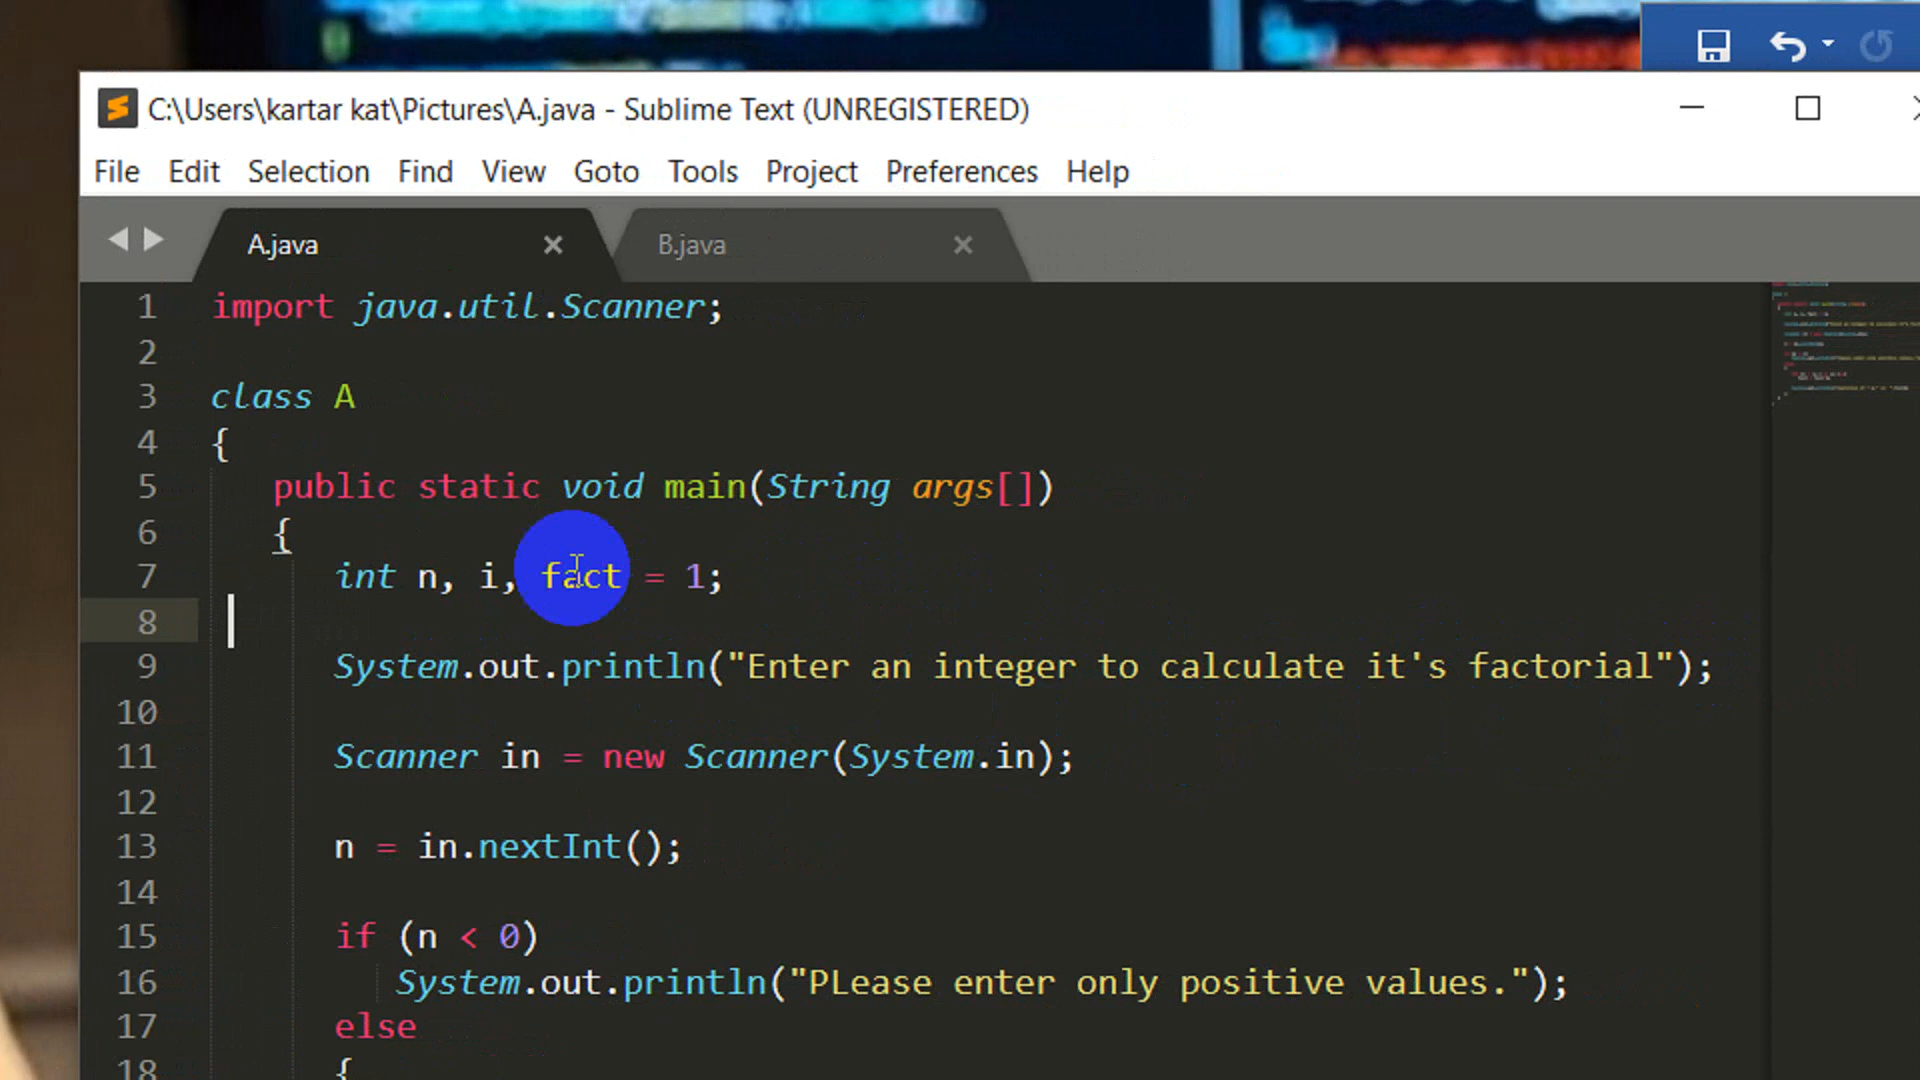 C:\Users\kartar kat\Pictures\A.java - Sublime Text (UNREGISTERED)
File Edit Selection Find View Goto Tools Project Preferences Help
A.java
B.java
1 import java.util.Scanner;
2
3 class A
4 {
5 public static void main(String args[])
6 {
7 int n, i, fact = 1;
8
9 System.out.println("Enter an integer to calculate it's factorial");
10
11 Scanner in = new Scanner(System.in);
12
13 n = in.nextInt();
14
15 if (n < 0)
16 System.out.println("PLease enter only positive values.");
17 else
18 {